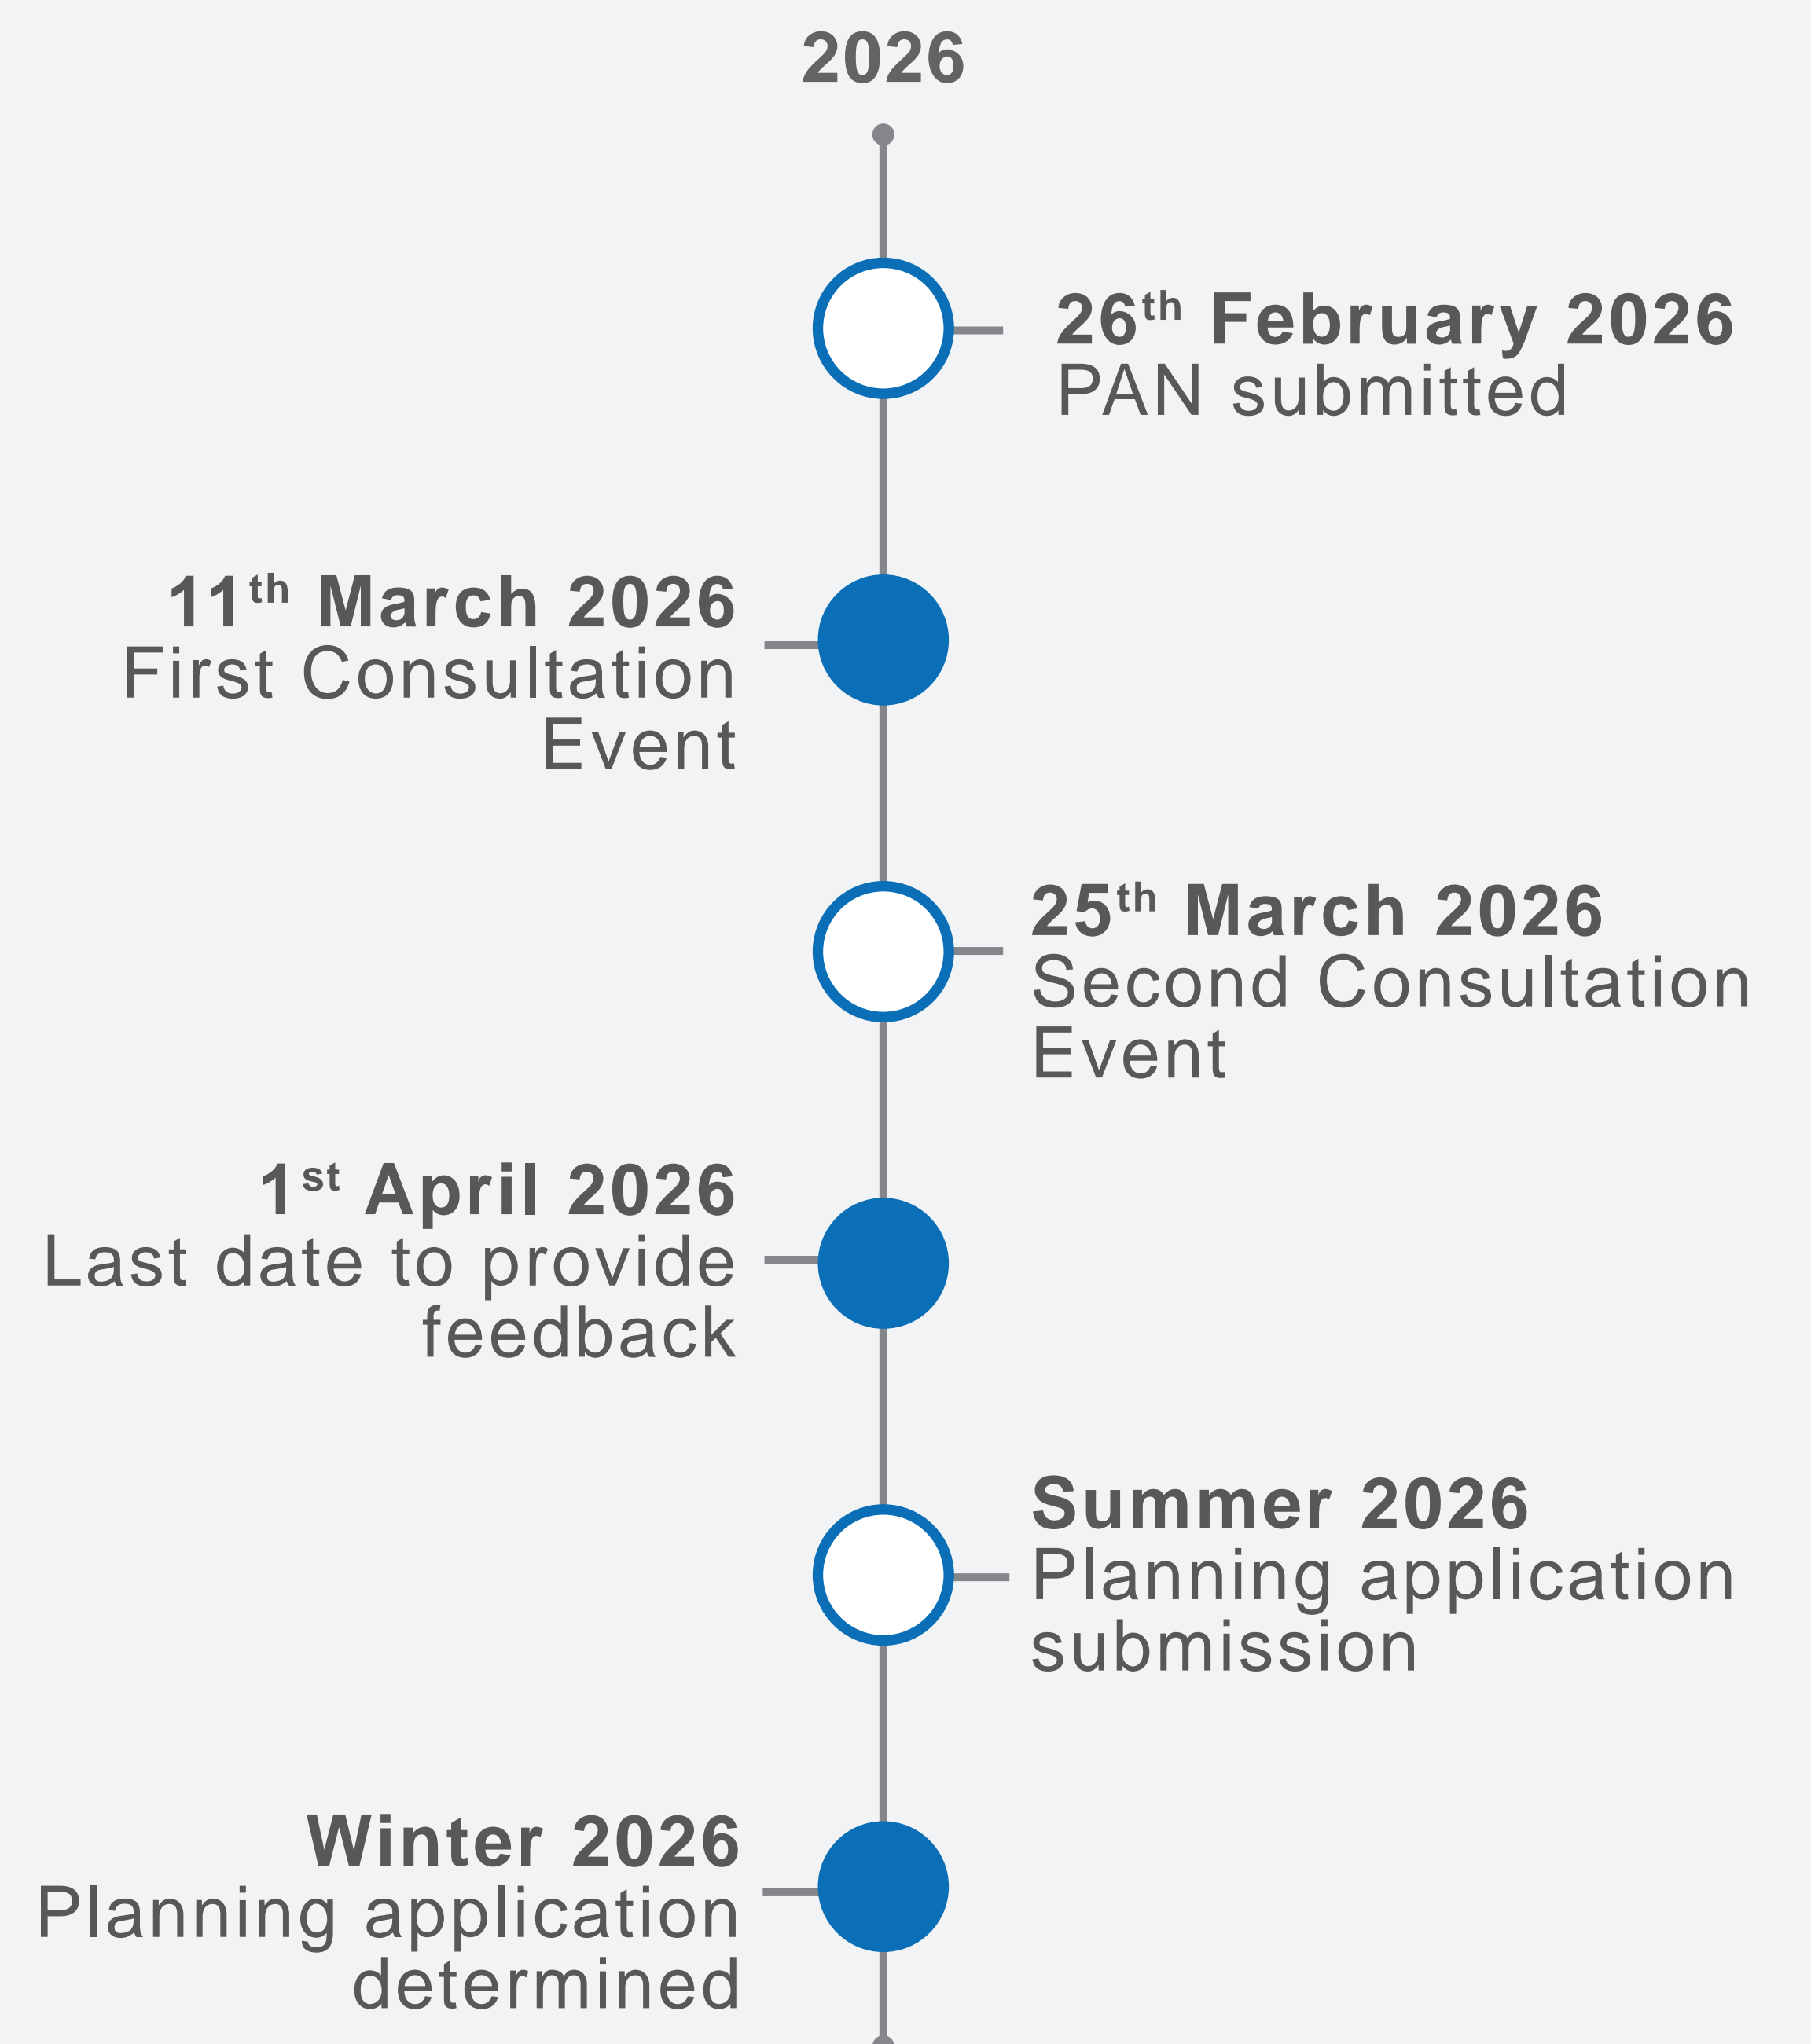 2026
26th February 2026
PAN submitted
11th March 2026
First Consultation
Event
25th March 2026
Second Consultation
Event
1st April 2026
Last date to provide
feedback
Summer 2026
Planning application
submission
Winter 2026
Planning application
determined